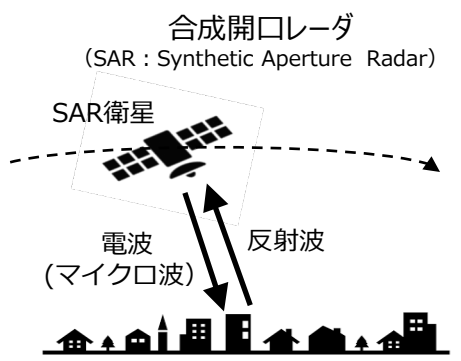 合成開口レーダ
（SAR：Synthetic Aperture Radar）
SAR衛星
電波
(マイクロ波）
反射波